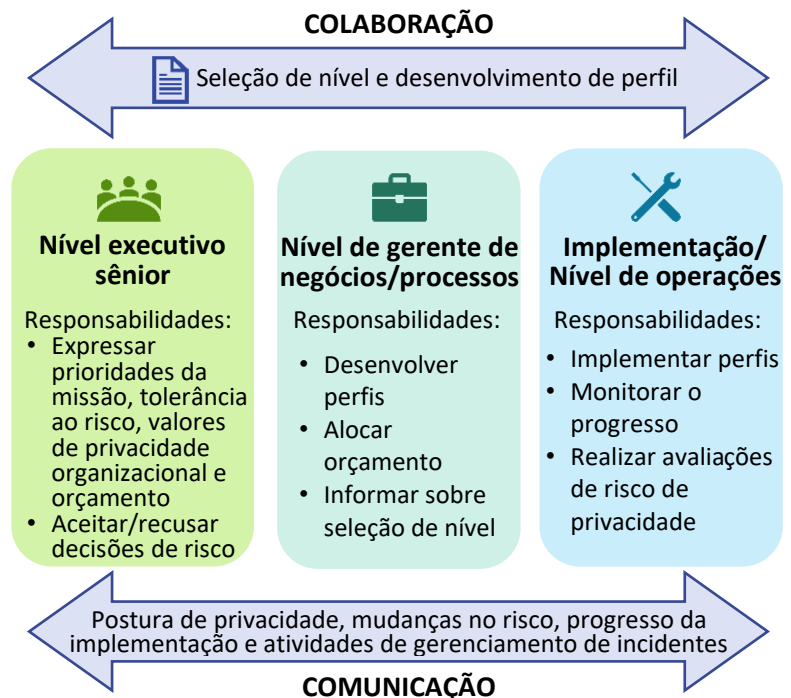 COLABORAÇÃO
Seleção de nível e desenvolvimento de perfil
Nível executivo
sênior
Responsabilidades:
• Expressar
prioridades da
missão, tolerância
ao risco, valores
de privacidade
organizacional e
orçamento
• Aceitar/recusar
decisões de risco
Nível de gerente de
negócios/processos
Responsabilidades:
• Desenvolver
perfis
• Alocar
orçamento
• Informar sobre
seleção de nível
Implementação/
Nível de operações
Responsabilidades:
• Implementar perfis
• Monitorar o
progresso
• Realizar avaliações
de risco de
privacidade
Postura de privacidade, mudanças no risco, progresso da
implementação e atividades de gerenciamento de incidentes
COMUNICAÇÃO